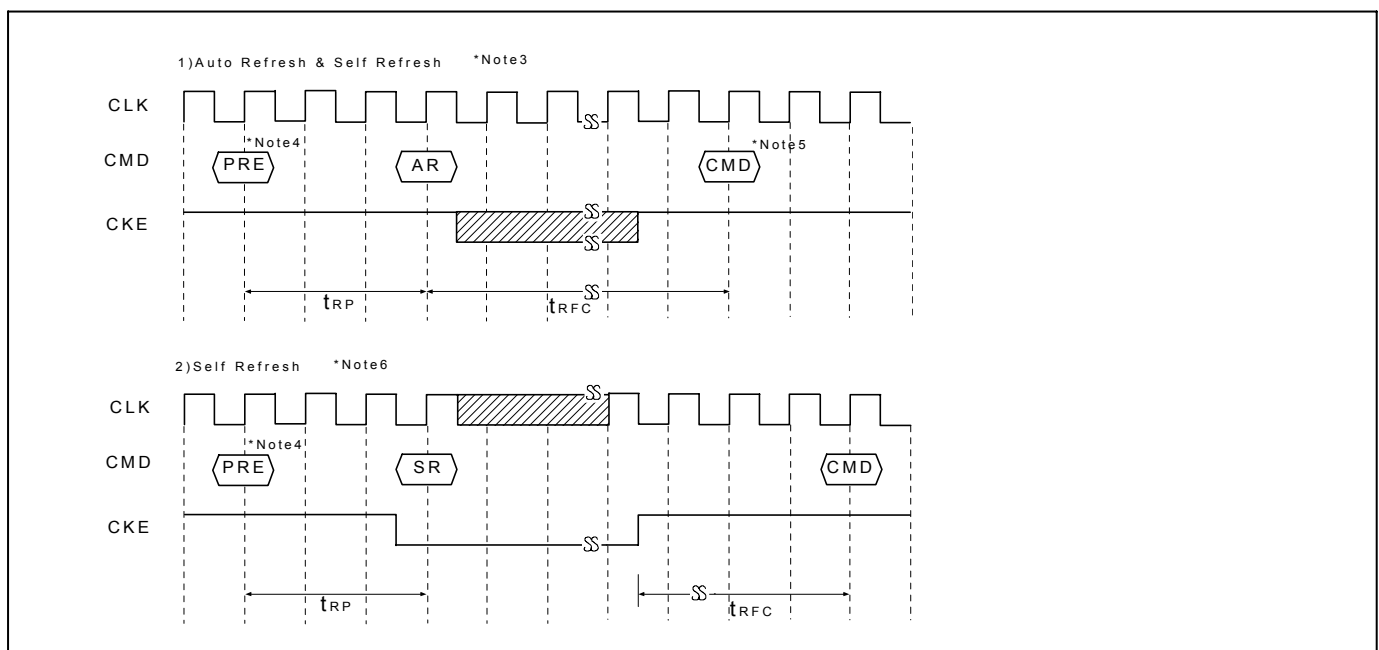 1)Auto Refresh & Self Refresh *Note3
CLK
CMD PRE *Note4 AR CMD *Note5
CKE
tRP tRFC
2)Self Refresh *Note6
CLK
CMD PRE *Note4 SR CMD
CKE
tRP tRFC